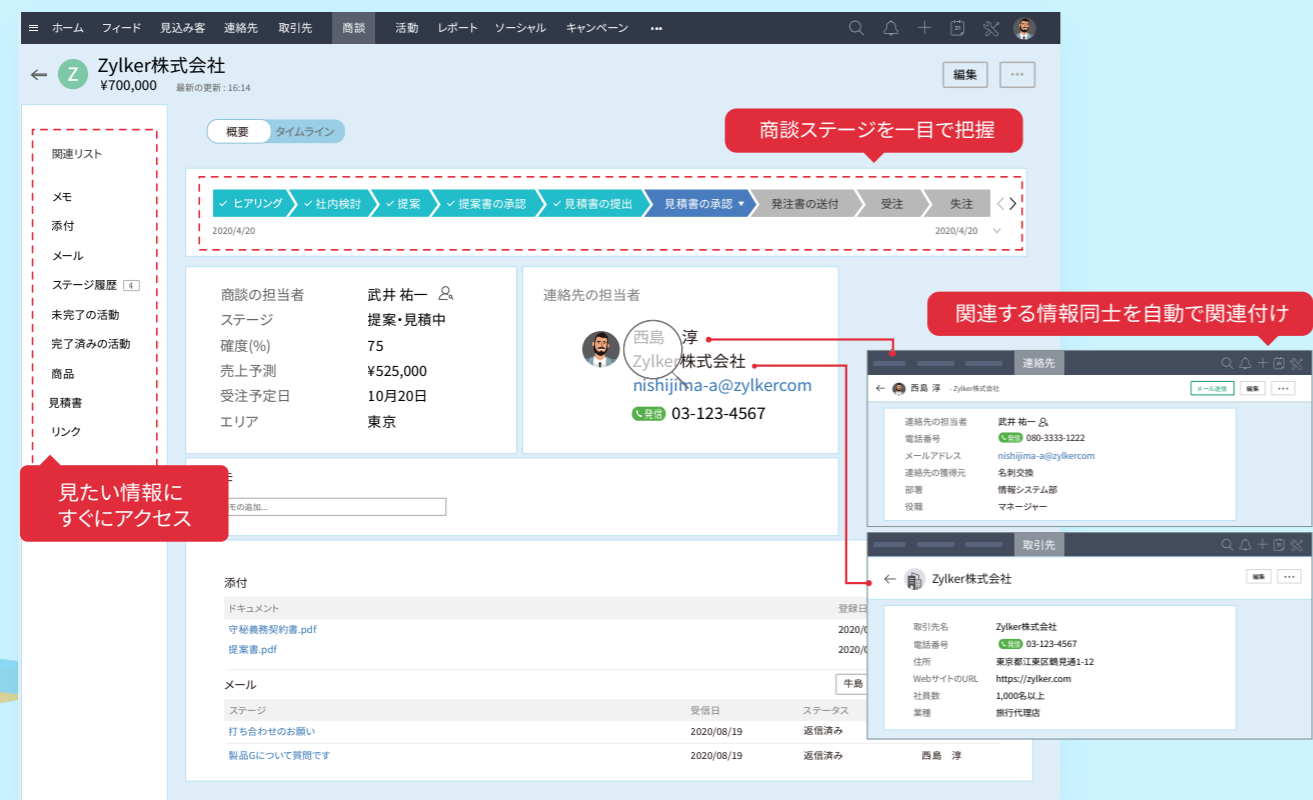 ホーム フィード 見込み客 連絡先 取引先 商談 活動 レポート ソーシャル キャンペーン •••
Z Zylker株式会社
¥700,000 最新の更新 : 16:14
編集 •••
概要 タイムライン
商談ステージを一目で把握
関連リスト
メモ
添付
メール
ステージ履歴 4
未完了の活動
完了済みの活動
商品
見積書
リンク
見たい情報に
すぐにアクセス
ヒアリング 社内検討 提案 提案書の承認 見積書の提出 見積書の承認 発注書の送付 受注 失注
2020/4/20 2020/4/20
商談の担当者 武井 祐一
ステージ 提案・見積中
確度(%) 75
売上予測 ¥525,000
受注予定日 10月20日
エリア 東京
連絡先の担当者
西島 淳
Zylker株式会社
nishijima-a@zylkercom
発信 03-123-4567
関連する情報同士を自動で関連付け
連絡先
西島 淳 - Zylker株式会社
メール送信 編集 •••
連絡先の担当者 武井 祐一
電話番号 発信 080-3333-1222
メールアドレス nishijima-a@zylkercom
連絡先の獲得元 名刺交換
部署 情報システム部
役職 マネージャー
取引先
Zylker株式会社
編集 •••
取引先名 Zylker株式会社
電話番号 発信 03-123-4567
住所 東京都江東区鶴見通1-12
WebサイトのURL https://zylker.com
社員数 1,000名以上
業種 旅行代理店
モの追加...
添付
ドキュメント 登録日
守秘義務契約書.pdf 2020/0
提案書.pdf 2020/0
メール 牛島
ステージ 受信日 ステータス
打ち合わせのお願い 2020/08/19 返信済み
製品Gについて質問です 2020/08/19 返信済み 西島 淳